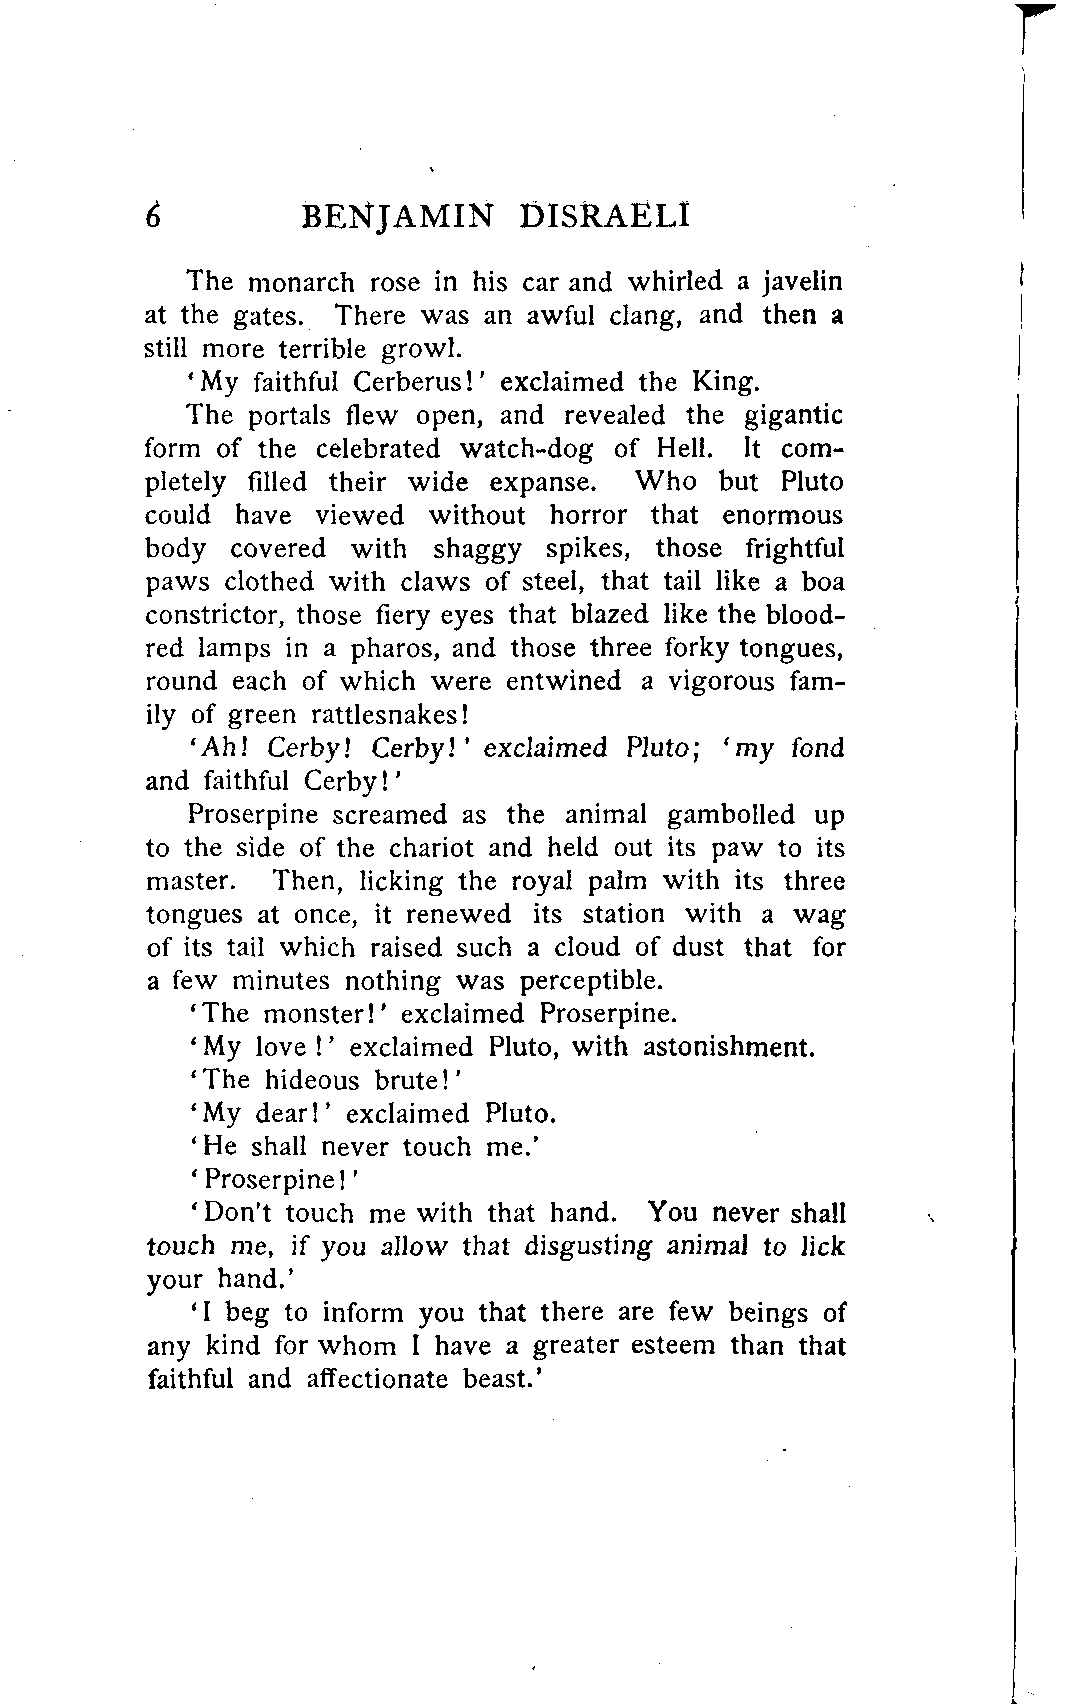 6 BENJAMIN DISRAELI
The monarch rose in his car and whirled a javelin
at the gates. There was an awful clang, and then a
still more terrible growl.
‘My faithful Cerberus!’ exclaimed the King.
The portals flew open, and revealed the gigantic
form of the celebrated watch-dog of Hell. It com-
pletely filled their wide expanse. Who but Pluto
could have viewed without horror that enormous
body covered with shaggy spikes, those frightful
paws clothed with claws of steel, that tail like a boa
constrictor, those fiery eyes that blazed like the blood-
red lamps in a pharos, and those three forky tongues,
round each of which were entwined a vigorous fam-
ily of green rattlesnakes!
‘Ah! Cerby! Cerby!’ exclaimed Pluto; ‘my fond
and faithful Cerby!’
Proserpine screamed as the animal gambolled up
to the side of the chariot and held out its paw to its
master. Then, licking the royal palm with its three
tongues at once, it renewed its station with a wag
of its tail which raised such a cloud of dust that for
a few minutes nothing was perceptible.
‘The monster!’ exclaimed Proserpine.
‘My love!’ exclaimed Pluto, with astonishment.
‘The hideous brute!’
‘My dear!’ exclaimed Pluto.
‘He shall never touch me.’
‘Proserpine!’
‘Don't touch me with that hand. You never shall
touch me, if you allow that disgusting animal to lick
your hand.’
‘I beg to inform you that there are few beings of
any kind for whom I have a greater esteem than that
faithful and affectionate beast.’